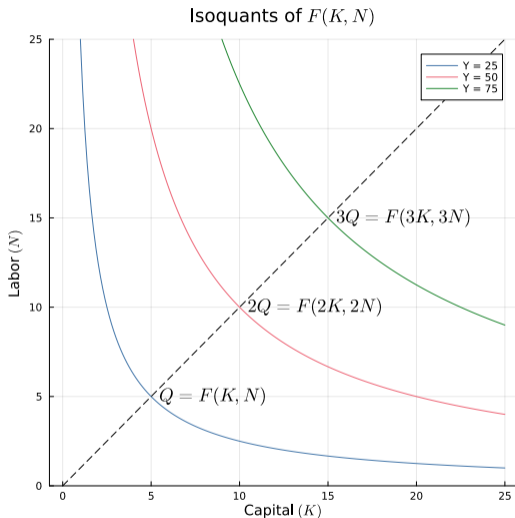 Isoquants of F(K, N)
25
20
15
10
5
0
Labor (N)
Y = 25
Y = 50
Y = 75
3Q = F(3K, 3N)
2Q = F(2K, 2N)
Q = F(K, N)
0 5 10 15 20 25
Capital (K)